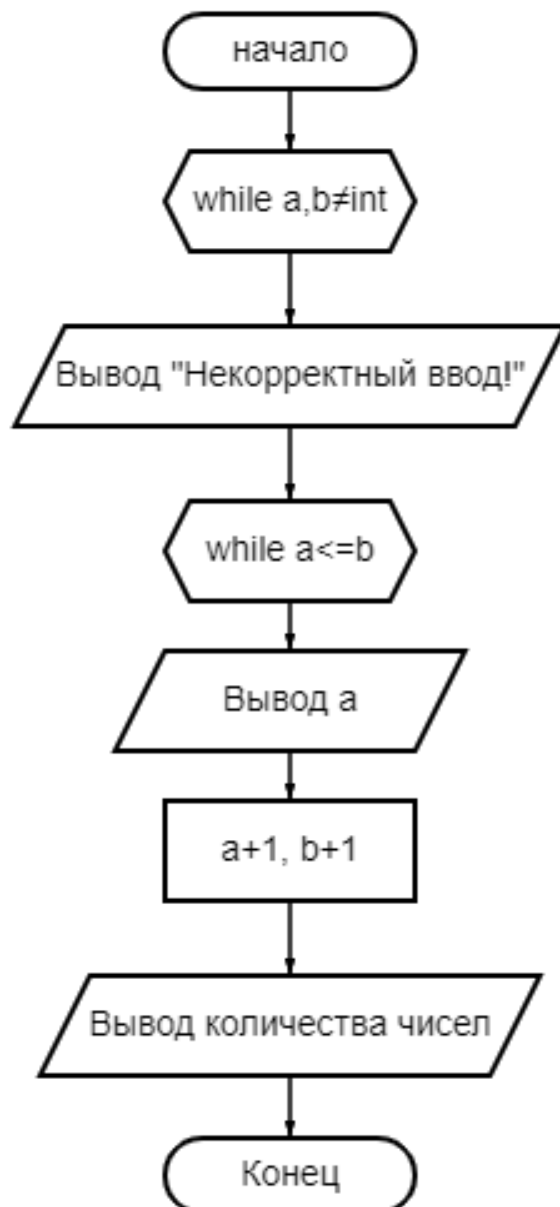 начало
while a,b≠int
Вывод "Некорректный ввод!"
while a<=b
Вывод a
a+1, b+1
Вывод количества чисел
Конец